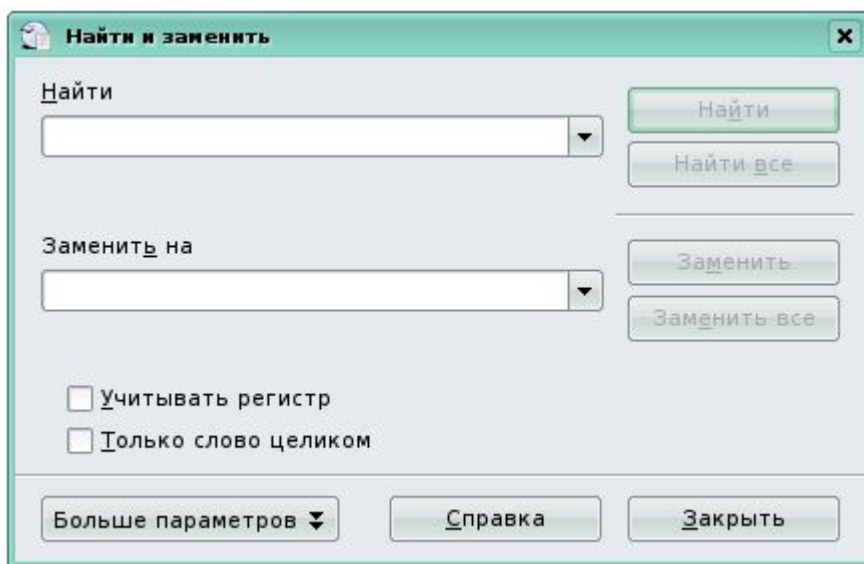 Найти и заменить
Найти
Найти
Найти все
Заменить на
Заменить
Заменить все
Учитывать регистр
Только слово целиком
Больше параметров
Справка
Закрыть